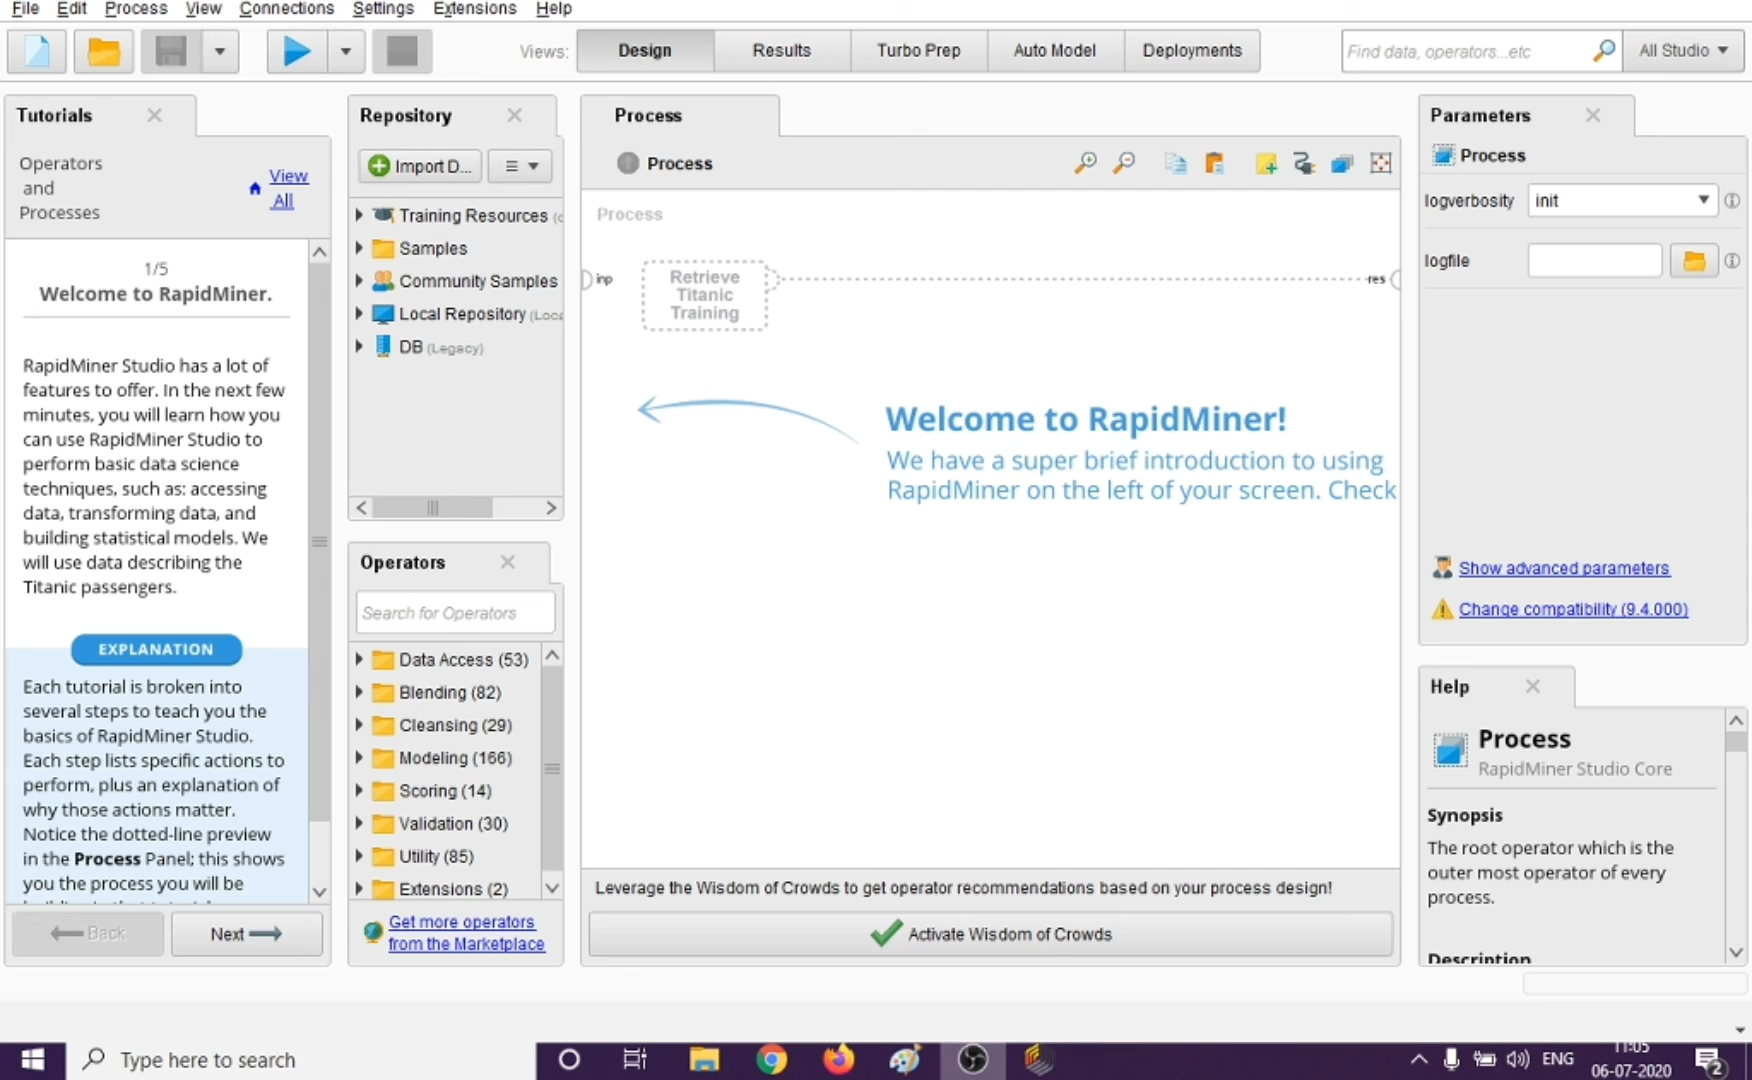 File Edit Process View Connections Settings Extensions Help
Views: Design Results Turbo Prep Auto Model Deployments Find data, operators...etc All Studio
Tutorials
Operators
and
Processes
View
All
1/5
Welcome to RapidMiner.
RapidMiner Studio has a lot of
features to offer. In the next few
minutes, you will learn how you
can use RapidMiner Studio to
perform basic data science
techniques, such as: accessing
data, transforming data, and
building statistical models. We
will use data describing the
Titanic passengers.
EXPLANATION
Each tutorial is broken into
several steps to teach you the
basics of RapidMiner Studio.
Each step lists specific actions to
perform, plus an explanation of
why those actions matter.
Notice the dotted-line preview
in the Process Panel; this shows
you the process you will be
Back Next
Repository
Import D...
Training Resources
Samples
Community Samples
Local Repository
DB (Legacy)
Operators
Search for Operators
Data Access (53)
Blending (82)
Cleansing (29)
Modeling (166)
Scoring (14)
Validation (30)
Utility (85)
Extensions (2)
Get more operators
from the Marketplace
Process
Process
Process
inp
Retrieve
Titanic
Training
res
Welcome to RapidMiner!
We have a super brief introduction to using
RapidMiner on the left of your screen. Check
Leverage the Wisdom of Crowds to get operator recommendations based on your process design!
Activate Wisdom of Crowds
Parameters
Process
logverbosity init
logfile
Show advanced parameters
Change compatibility (9.4.000)
Help
Process
RapidMiner Studio Core
Synopsis
The root operator which is the
outer most operator of every
process.
Description
Type here to search
ENG
11:05
06-07-2020
2